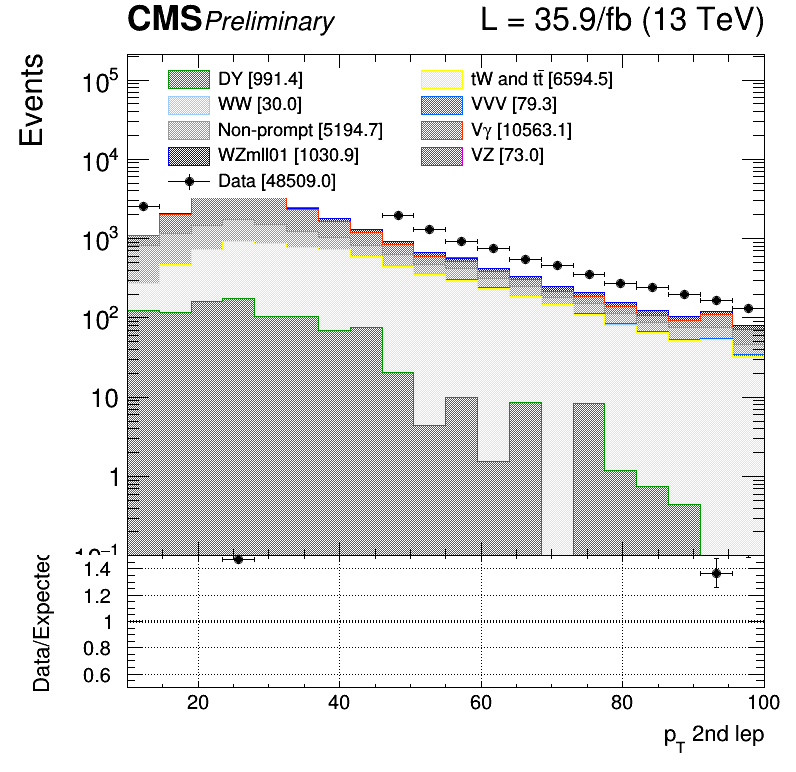 CMS Preliminary L = 35.9/fb (13 TeV)
Events
10⁵
10⁴
10³
10²
10
1
10⁻¹
DY [991.4]
tW and tt̄ [6594.5]
WW [30.0]
VVV [79.3]
Non-prompt [5194.7]
Vγ [10563.1]
WZmll01 [1030.9]
VZ [73.0]
Data [48509.0]
Data/Expected
1.4
1.2
1
0.8
0.6
20 40 60 80 100
p_T 2nd lep